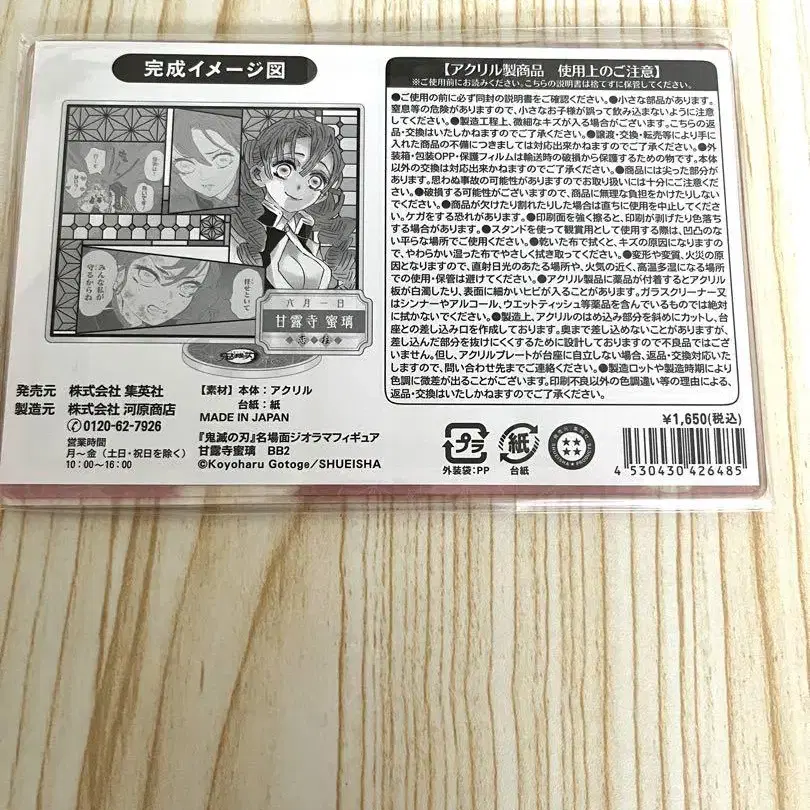 完成イメージ図
みんな私が
守るからね
任せといて
六月一日
甘露寺 蜜璃
恋柱
発売元 株式会社 集英社
製造元 株式会社 河原商店
0120-62-7926
営業時間
月〜金（土日・祝日を除く）
10：00〜16：00
【素材】本体：アクリル
台紙：紙
MADE IN JAPAN
『鬼滅の刃』名場面ジオラマフィギュア
甘露寺蜜璃 BB2
©Koyoharu Gotoge/SHUEISHA
【アクリル製商品 使用上のご注意】
※ご使用前にお読みください。こちらの説明書は捨てずに保管してください。
●ご使用の前に必ず同封の説明書をご確認ください。●小さな部品があります。
窒息等の危険がありますので、小さなお子様が誤って飲み込まないように注意
してください。●製造工程上、微細なキズが入る場合がございます。こちらの返
品・交換はいたしかねますのでご了承ください。●譲渡・交換・転売等により手に
入れた商品の不備につきましては対応出来かねますのでご了承ください。●外
装箱・包装OPP・保護フィルムは輸送時の破損から保護するための物です。本体
以外の交換は対応出来かねますのでご了承ください。●商品には尖った部分が
あります。思わぬ事故の可能性がありますのでお取り扱いには十分にご注意くだ
さい。●破損する可能性がございますので、商品に無理な負担をかけたりしない
でください。●商品が欠けたり割れたりした場合は直ちに使用を中止してくださ
い。ケガをする恐れがあります。●印刷面を強く擦ると、印刷が剥げたり色落ち
する場合があります。●スタンドを使って観賞用として使用する際は、凹凸のな
い平らな場所でご使用ください。●乾いた布で拭くと、キズの原因になりますの
で、やわらかい湿った布でやさしく拭き取ってください。●変形や変質、火災の原
因となりますので、直射日光のあたる場所や、火気の近く、高温多湿になる場所
での使用・保管は避けてください。●アクリル製品に薬品が付着するとアクリル
板が白濁したり、表面に細かいヒビが入ることがあります。ガラスクリーナー又
はシンナーやアルコール、ウエットティッシュ等薬品を含んでいるものでは絶対
に拭かないでください。●製造上、アクリルのはめ込み部分を斜めにカットし、台
座との差し込み口を作成しております。奥まで差し込めないことがありますが、
差し込んだ部分を抜けにくくするために設計しておりますので不良品ではござ
いません。但し、アクリルプレートが台座に自立しない場合、返品・交換対応いた
しますので、問い合わせ先までご連絡ください。●製造ロットや製造時期により
色調に微差が出ることがございます。印刷不良以外の色調違い等の理由による、
返品・交換はいたしかねますのでご了承ください。
¥1,650(税込)
プラ
外装袋：PP
紙
台紙
4 530430 426485